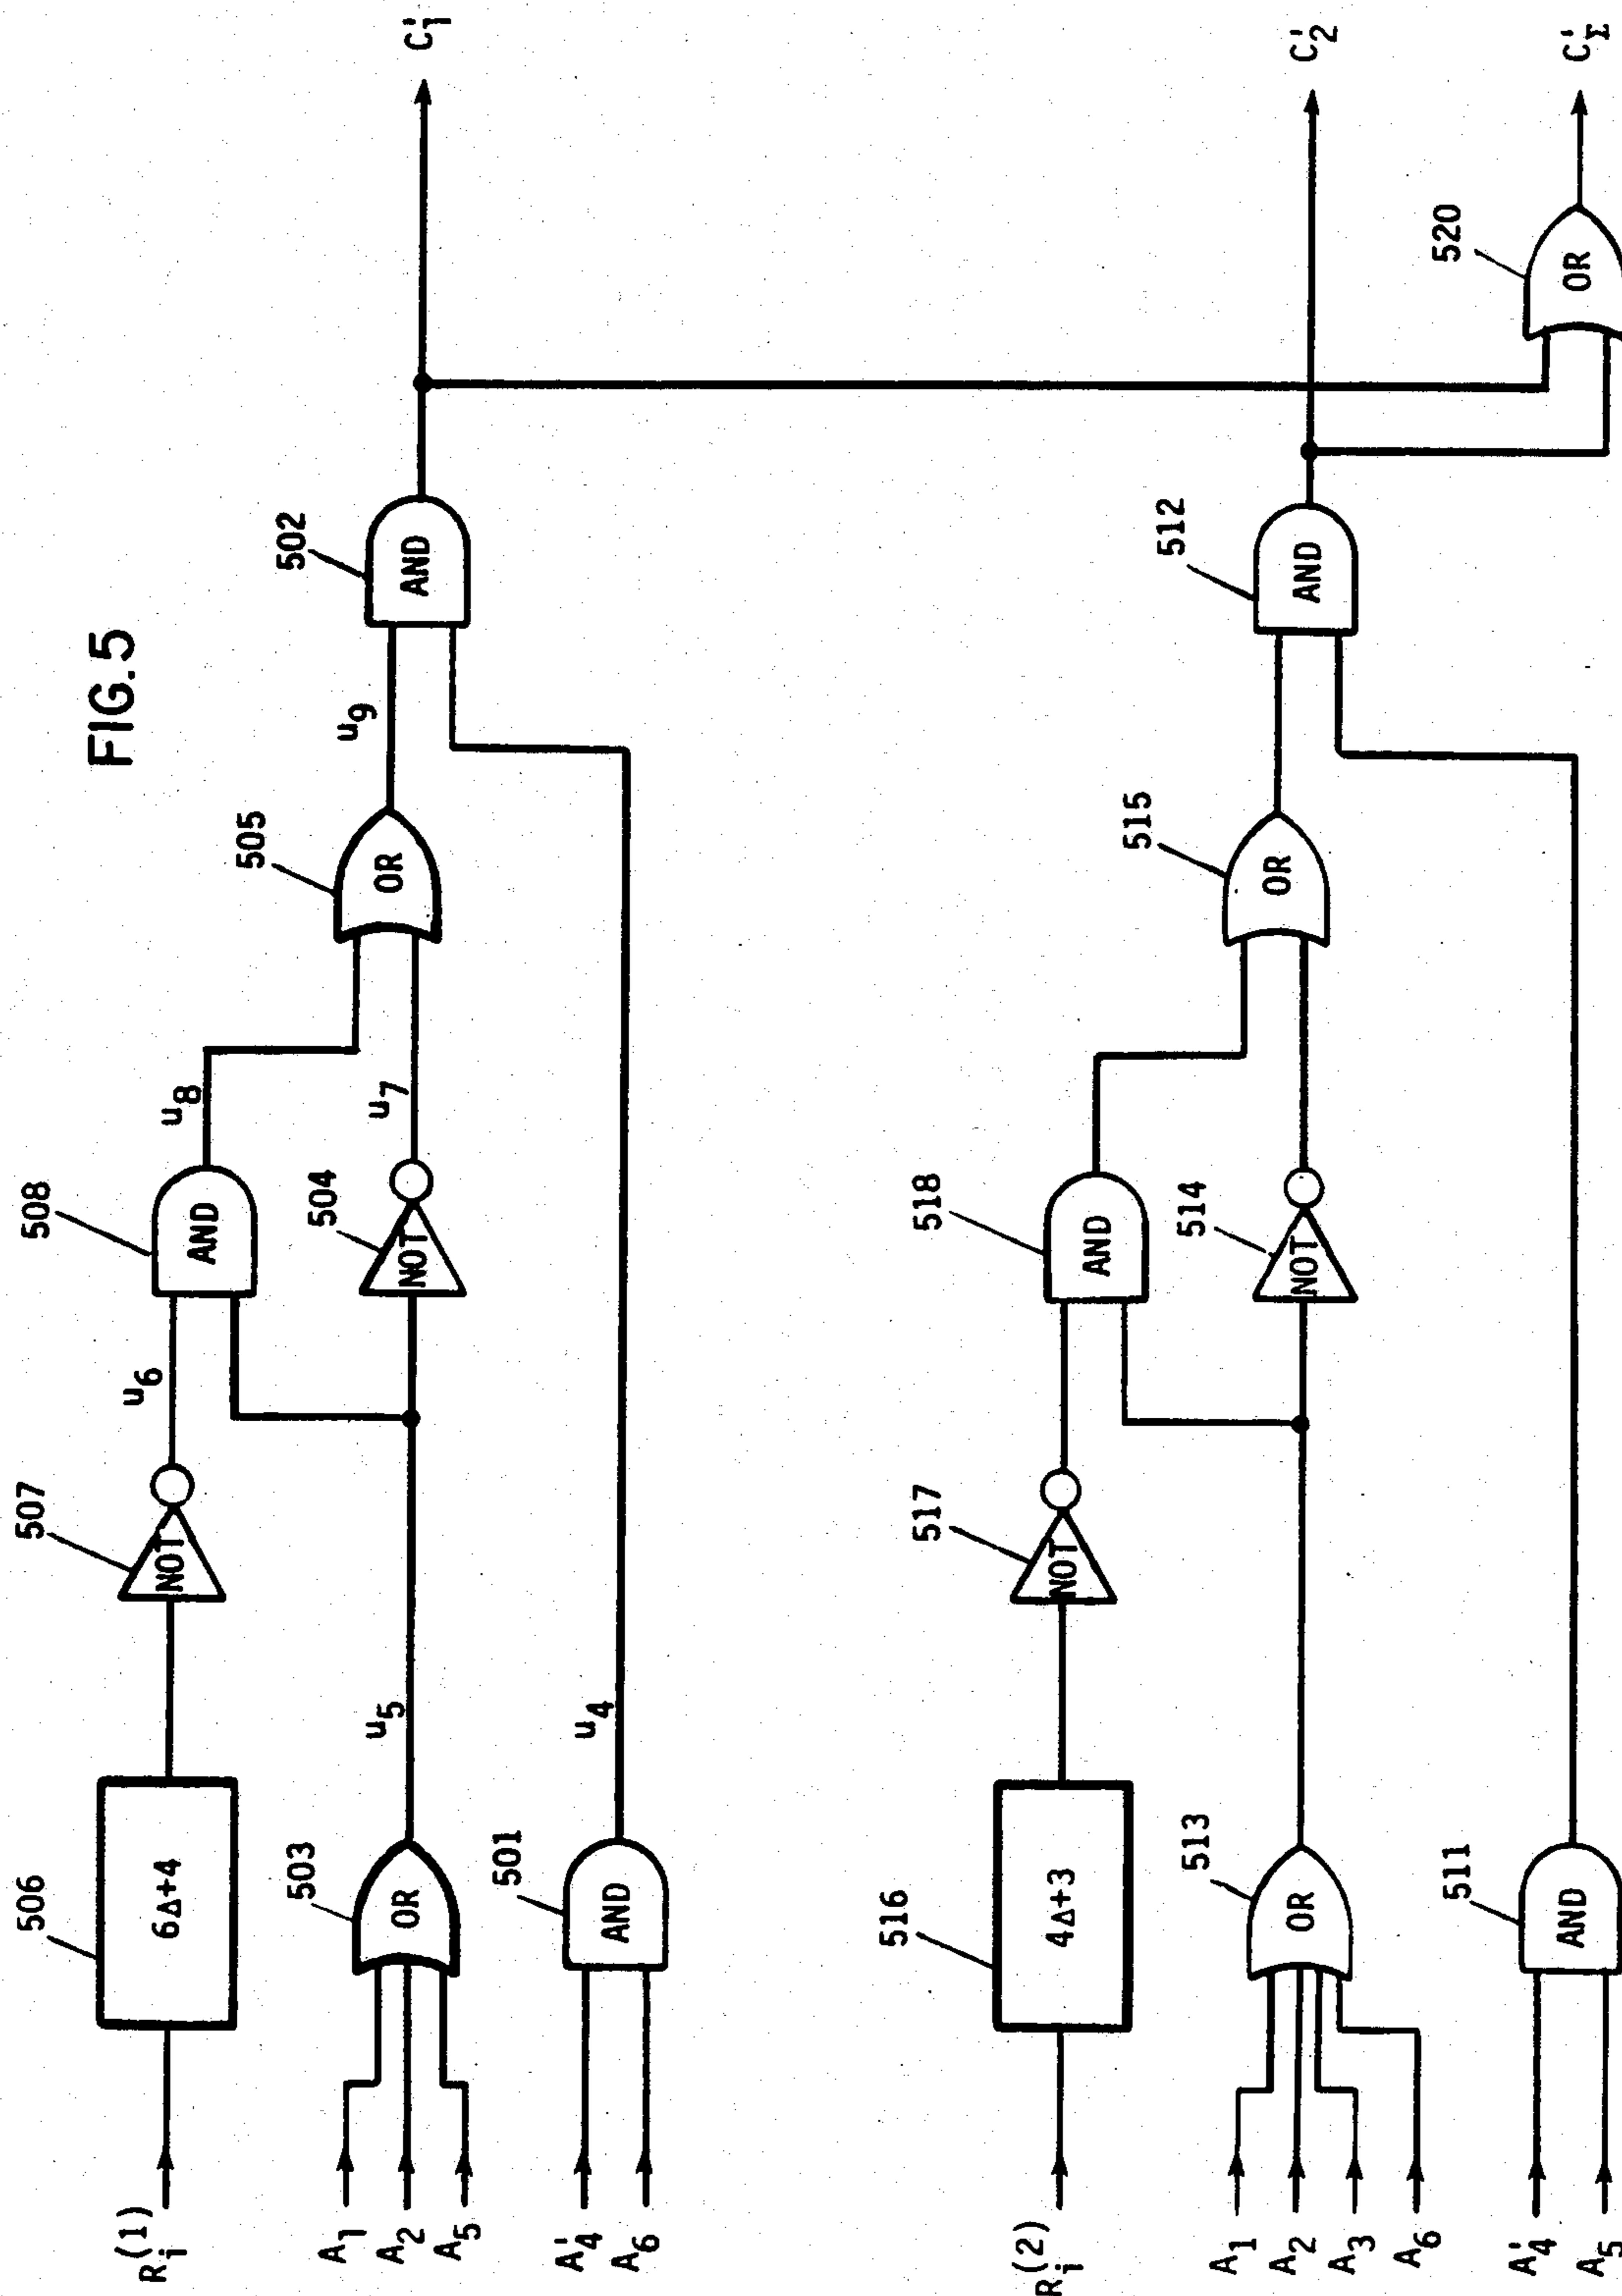 FIG.5
R_i^(1)
506
6Δ+4
507
NOT
u6
508
AND
u8
A1
A2
A5
503
OR
u5
504
NOT
u7
505
OR
u9
502
AND
C'1
A'4
A6
501
AND
u4
R_i^(2)
516
4Δ+3
517
NOT
518
AND
A1
A2
A3
A6
513
OR
514
NOT
515
OR
512
AND
C'2
A'4
A5
511
AND
520
OR
C'Σ